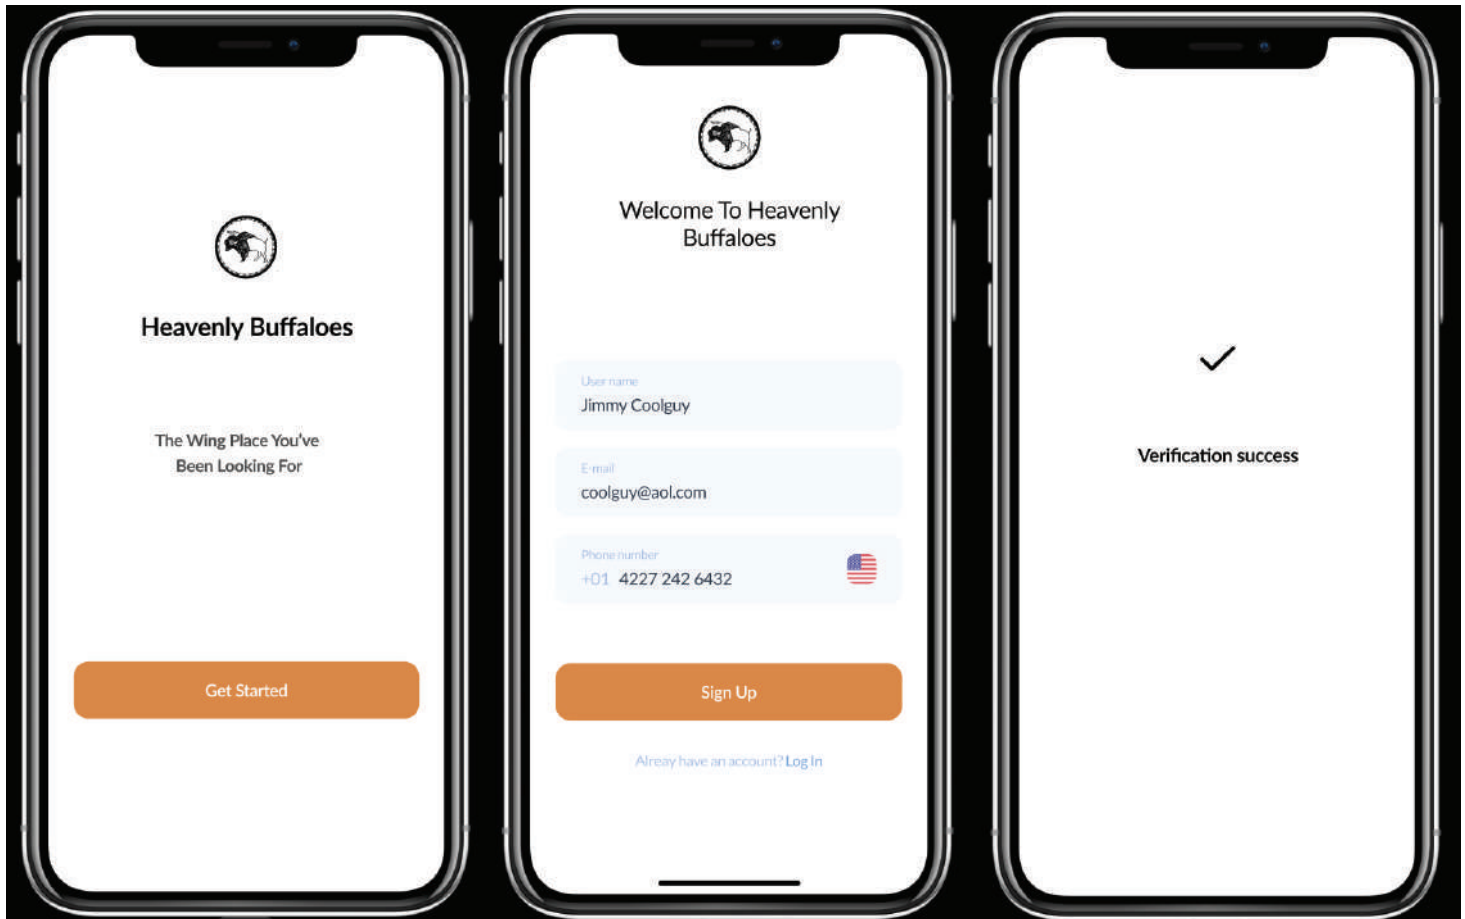 Heavenly Buffaloes
The Wing Place You've
Been Looking For
Get Started
Welcome To Heavenly
Buffaloes
User name
Jimmy Coolguy
E-mail
coolguy@aol.com
Phone number
+01 4227 242 6432
Sign Up
Alreay have an account? Log In
Verification success